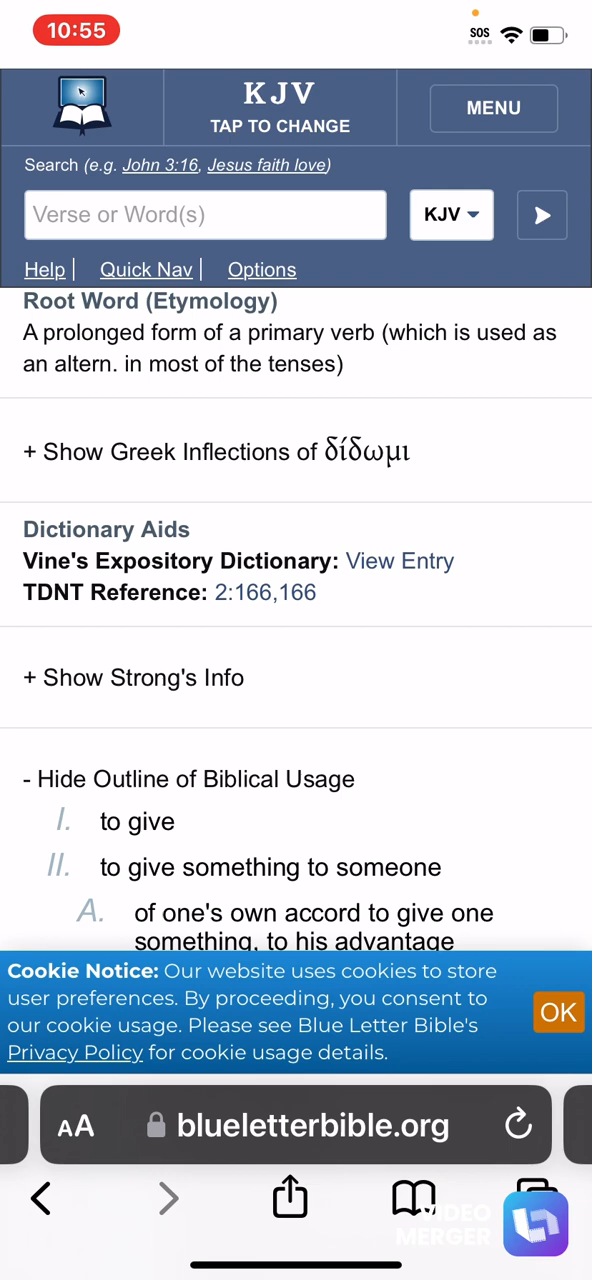 10:55
SOS
KJV
TAP TO CHANGE
MENU
Search (e.g. John 3:16, Jesus faith love)
Verse or Word(s)
KJV
Help | Quick Nav | Options
Root Word (Etymology)
A prolonged form of a primary verb (which is used as
an altern. in most of the tenses)
+ Show Greek Inflections of δίδωμι
Dictionary Aids
Vine's Expository Dictionary: View Entry
TDNT Reference: 2:166,166
+ Show Strong's Info
- Hide Outline of Biblical Usage
I. to give
II. to give something to someone
A. of one's own accord to give one
something, to his advantage
Cookie Notice: Our website uses cookies to store
user preferences. By proceeding, you consent to
our cookie usage. Please see Blue Letter Bible's
Privacy Policy for cookie usage details.
OK
AA blueletterbible.org
VIDEO
MERGER